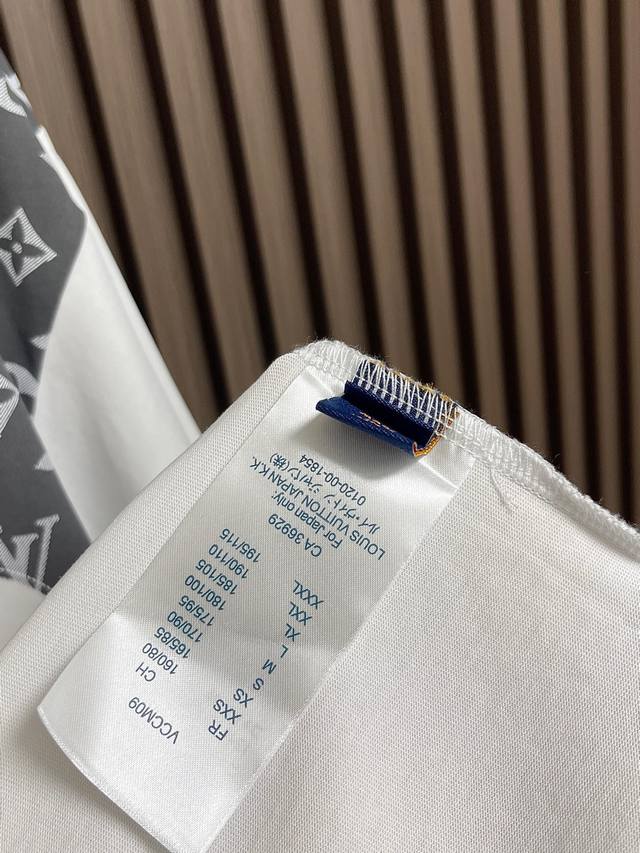 VCCM09
FR CH
XXS 160/80
XS 165/85
S 170/90
M 175/95
L 180/100
XL 185/105
XXL 190/110
XXXL 195/115
CA 36929
For Japan only:
LOUIS VUITTON JAPAN K.K.
ルイ・ヴィトン ジャパン(株)
0120-00-1854